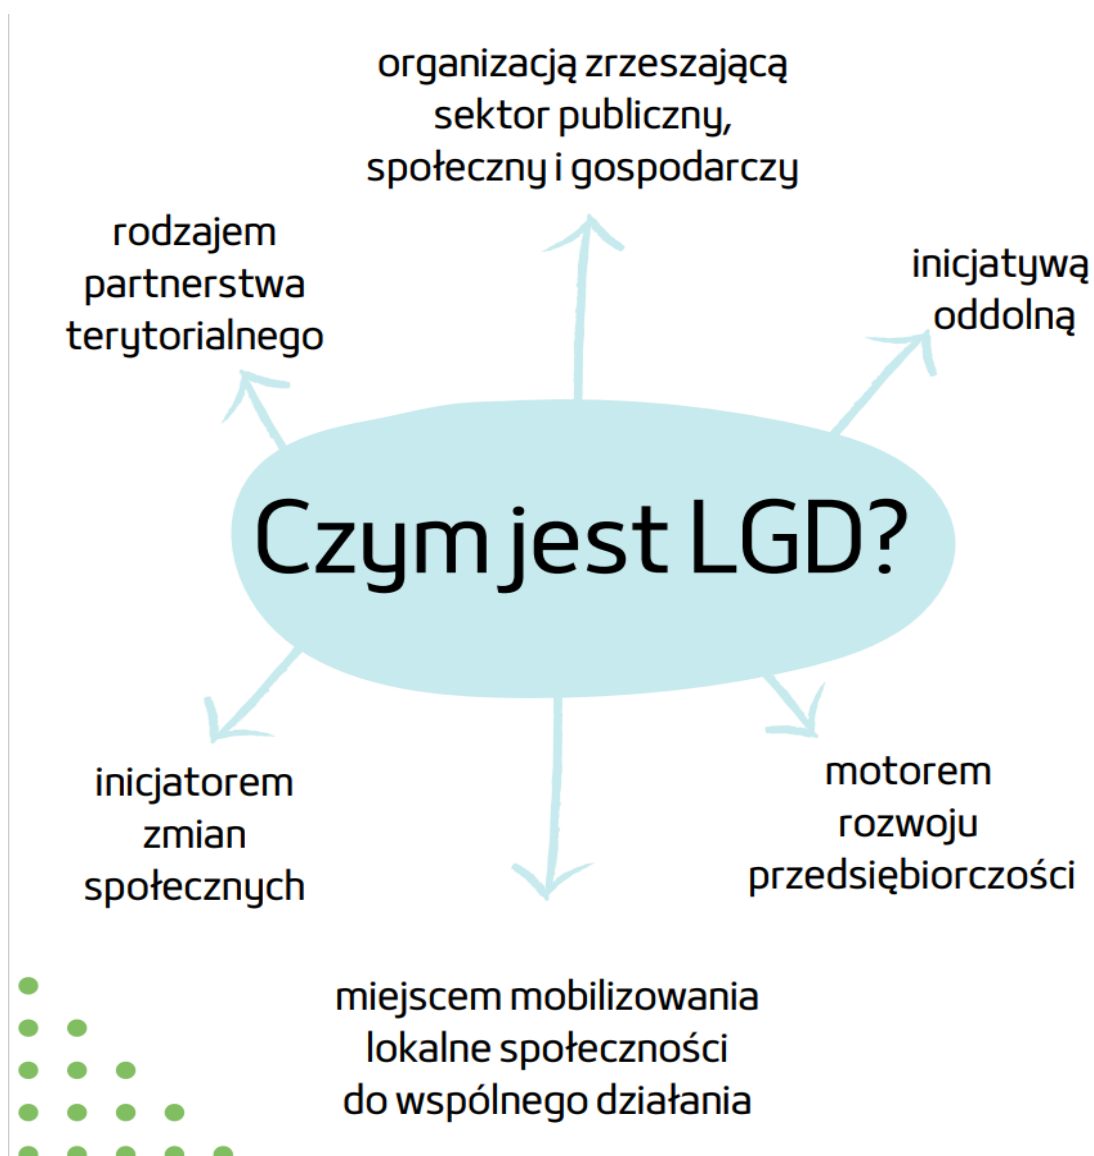 organizacją zrzeszającą
sektor publiczny,
społeczny i gospodarczy
rodzajem
partnerstwa
terytorialnego
inicjatywą
oddolną
Czym jest LGD?
inicjatorem
zmian
społecznych
motorem
rozwoju
przedsiębiorczości
miejscem mobilizowania
lokalne społeczności
do wspólnego działania